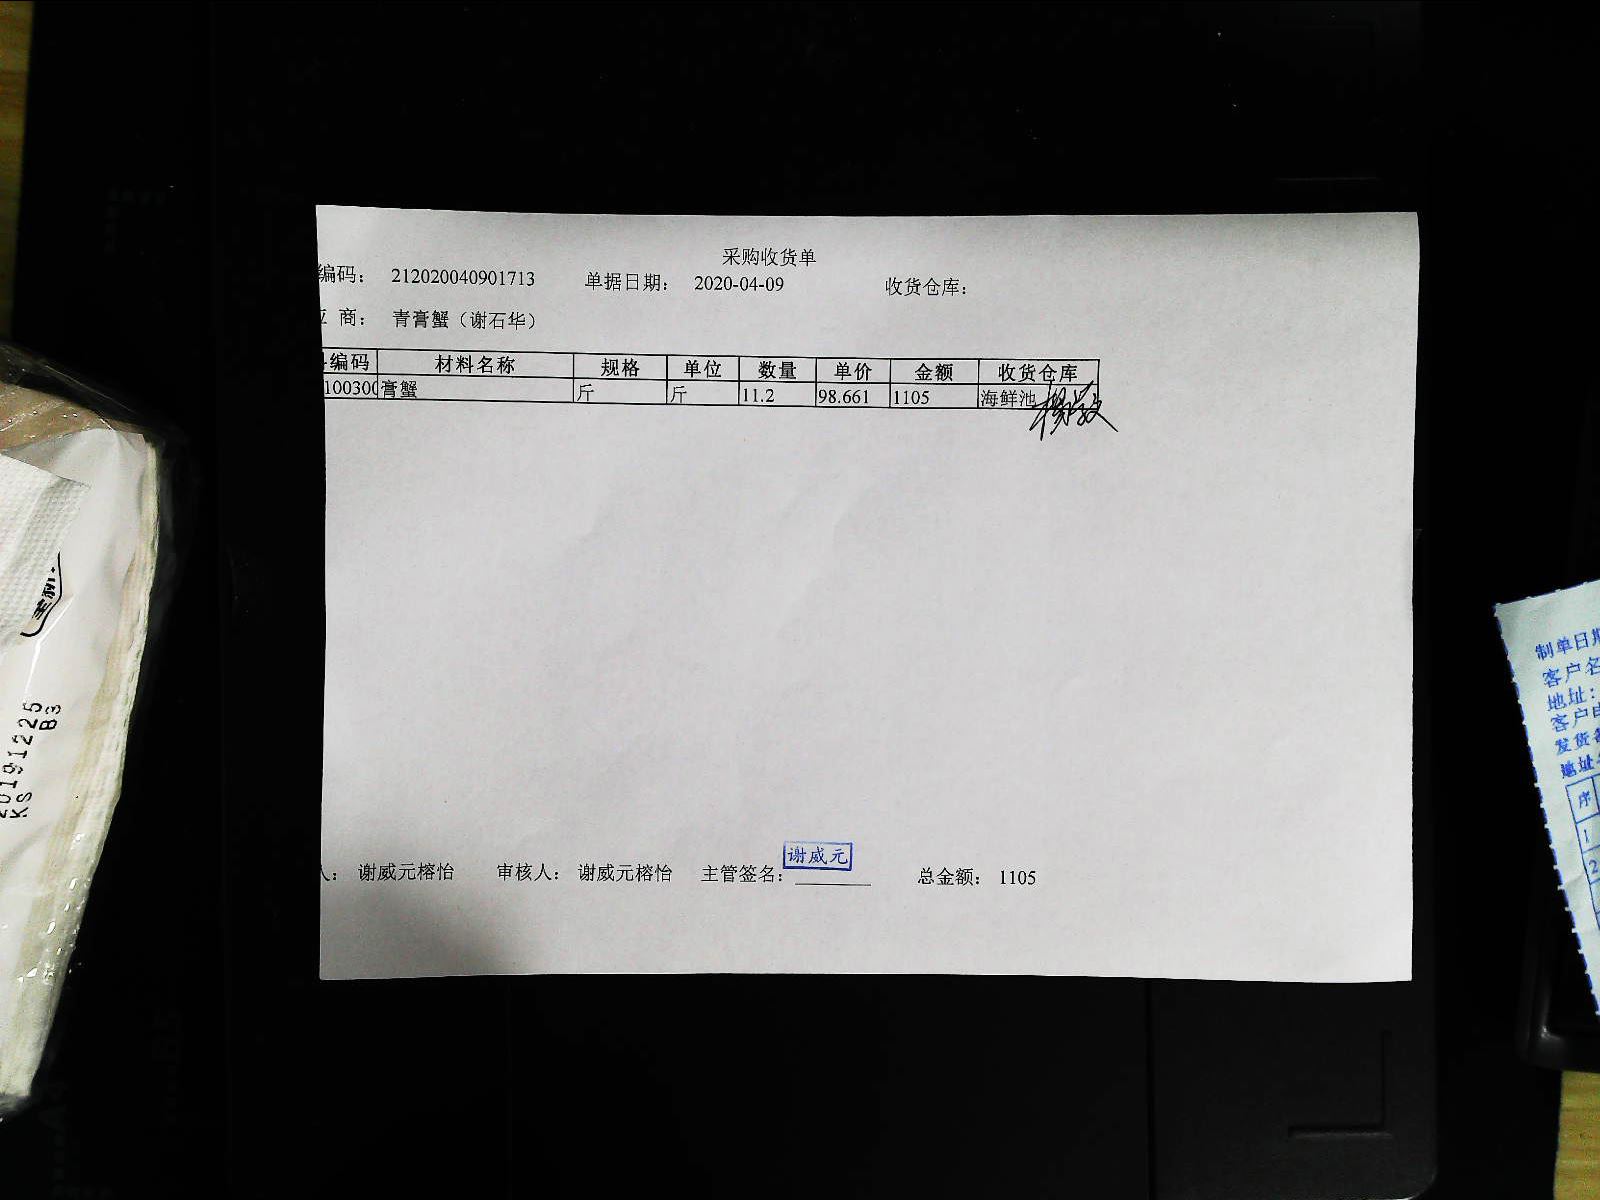 采购收货单
编码: 212020040901713 单据日期: 2020-04-09 收货仓库:
商: 青膏蟹（谢石华）
编码 材料名称 规格 单位 数量 单价 金额 收货仓库
100300 膏蟹 斤 斤 11.2 98.661 1105 海鲜池
杨敏
谢威元
人: 谢威元榕怡 审核人: 谢威元榕怡 主管签名: 总金额: 1105
20191225
KS B3
制单日期
客户名
地址:
客户电
发货
地址
序
1
2